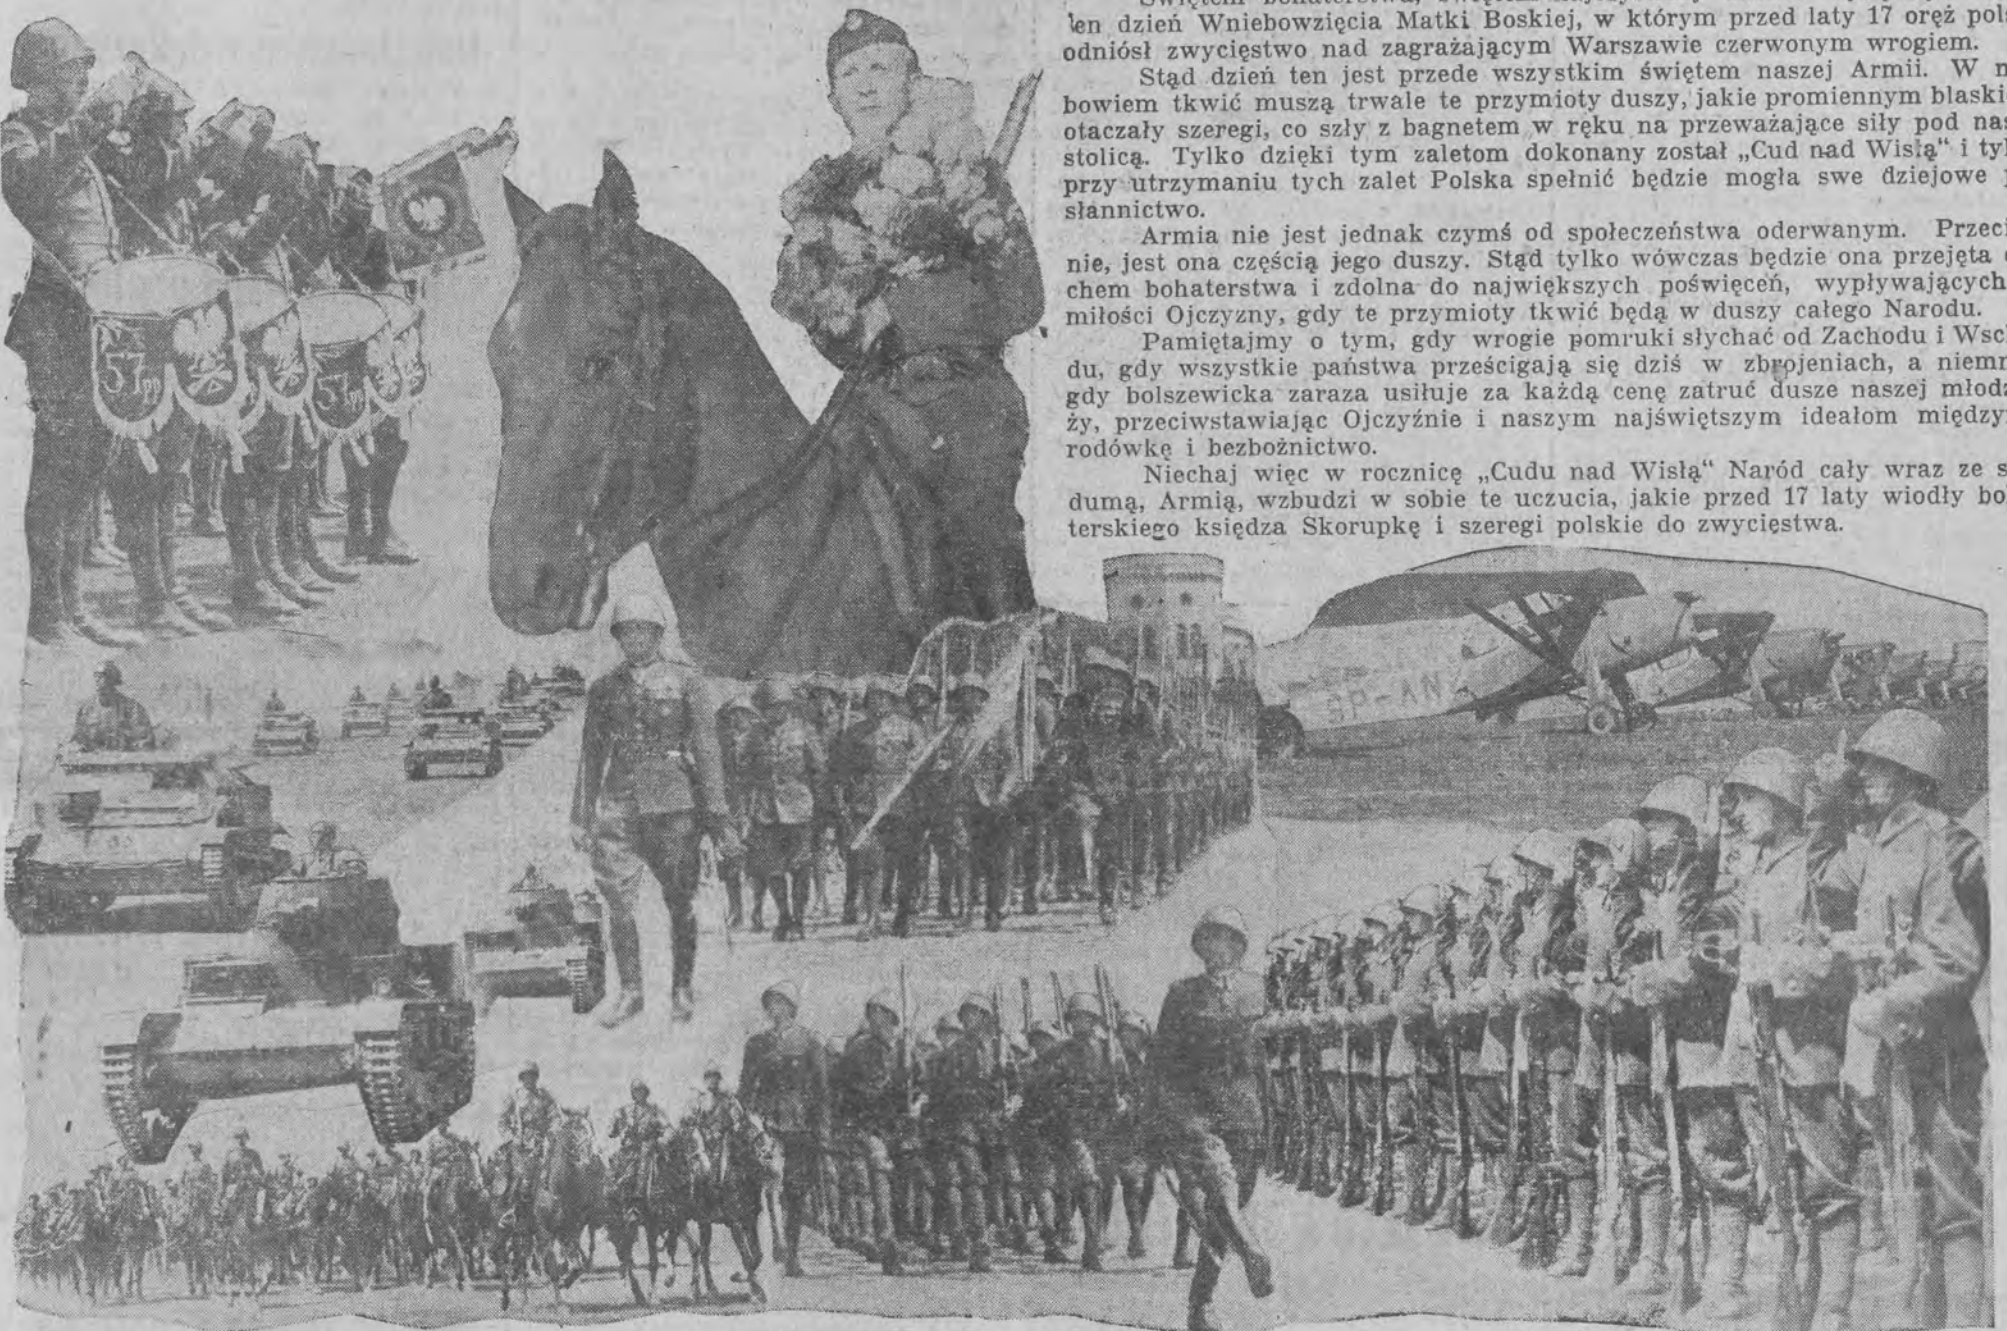 len dzień Wniebowzięcia Matki Boskiej, w którym przed laty 17 oręż pols
odniósł zwycięstwo nad zagrażającym Warszawie czerwonym wrogiem.
Stąd dzień ten jest przede wszystkim świętem naszej Armii. W n
bowiem tkwić muszą trwale te przymioty duszy, jakie promiennym blaski
otaczały szeregi, co szły z bagnetem w ręku na przeważające siły pod nas
stolicą. Tylko dzięki tym zaletom dokonany został „Cud nad Wisłą“ i tyl
przy utrzymaniu tych zalet Polska spełnić będzie mogła swe dziejowe p
słannictwo.
Armia nie jest jednak czymś od społeczeństwa oderwanym. Przeci
nie, jest ona częścią jego duszy. Stąd tylko wówczas będzie ona przejęta
chem bohaterstwa i zdolna do największych poświęceń, wypływających
miłości Ojczyzny, gdy te przymioty tkwić będą w duszy całego Narodu.
Pamiętajmy o tym, gdy wrogie pomruki słychać od Zachodu i Wsch
du, gdy wszystkie państwa prześcigają się dziś w zbrojeniach, a niemn
gdy bolszewicka zaraza usiłuje za każdą cenę zatruć dusze naszej młodz
ży, przeciwstawiając Ojczyźnie i naszym najświętszym ideałom między
rodówkę i bezbożnictwo.
Niechaj więc w rocznicę „Cudu nad Wisłą“ Naród cały wraz ze s
dumą, Armią, wzbudzi w sobie te uczucia, jakie przed 17 laty wiodły bo
terskiego księdza Skorupkę i szeregi polskie do zwycięstwa.
57pp
57pp
SP-AN